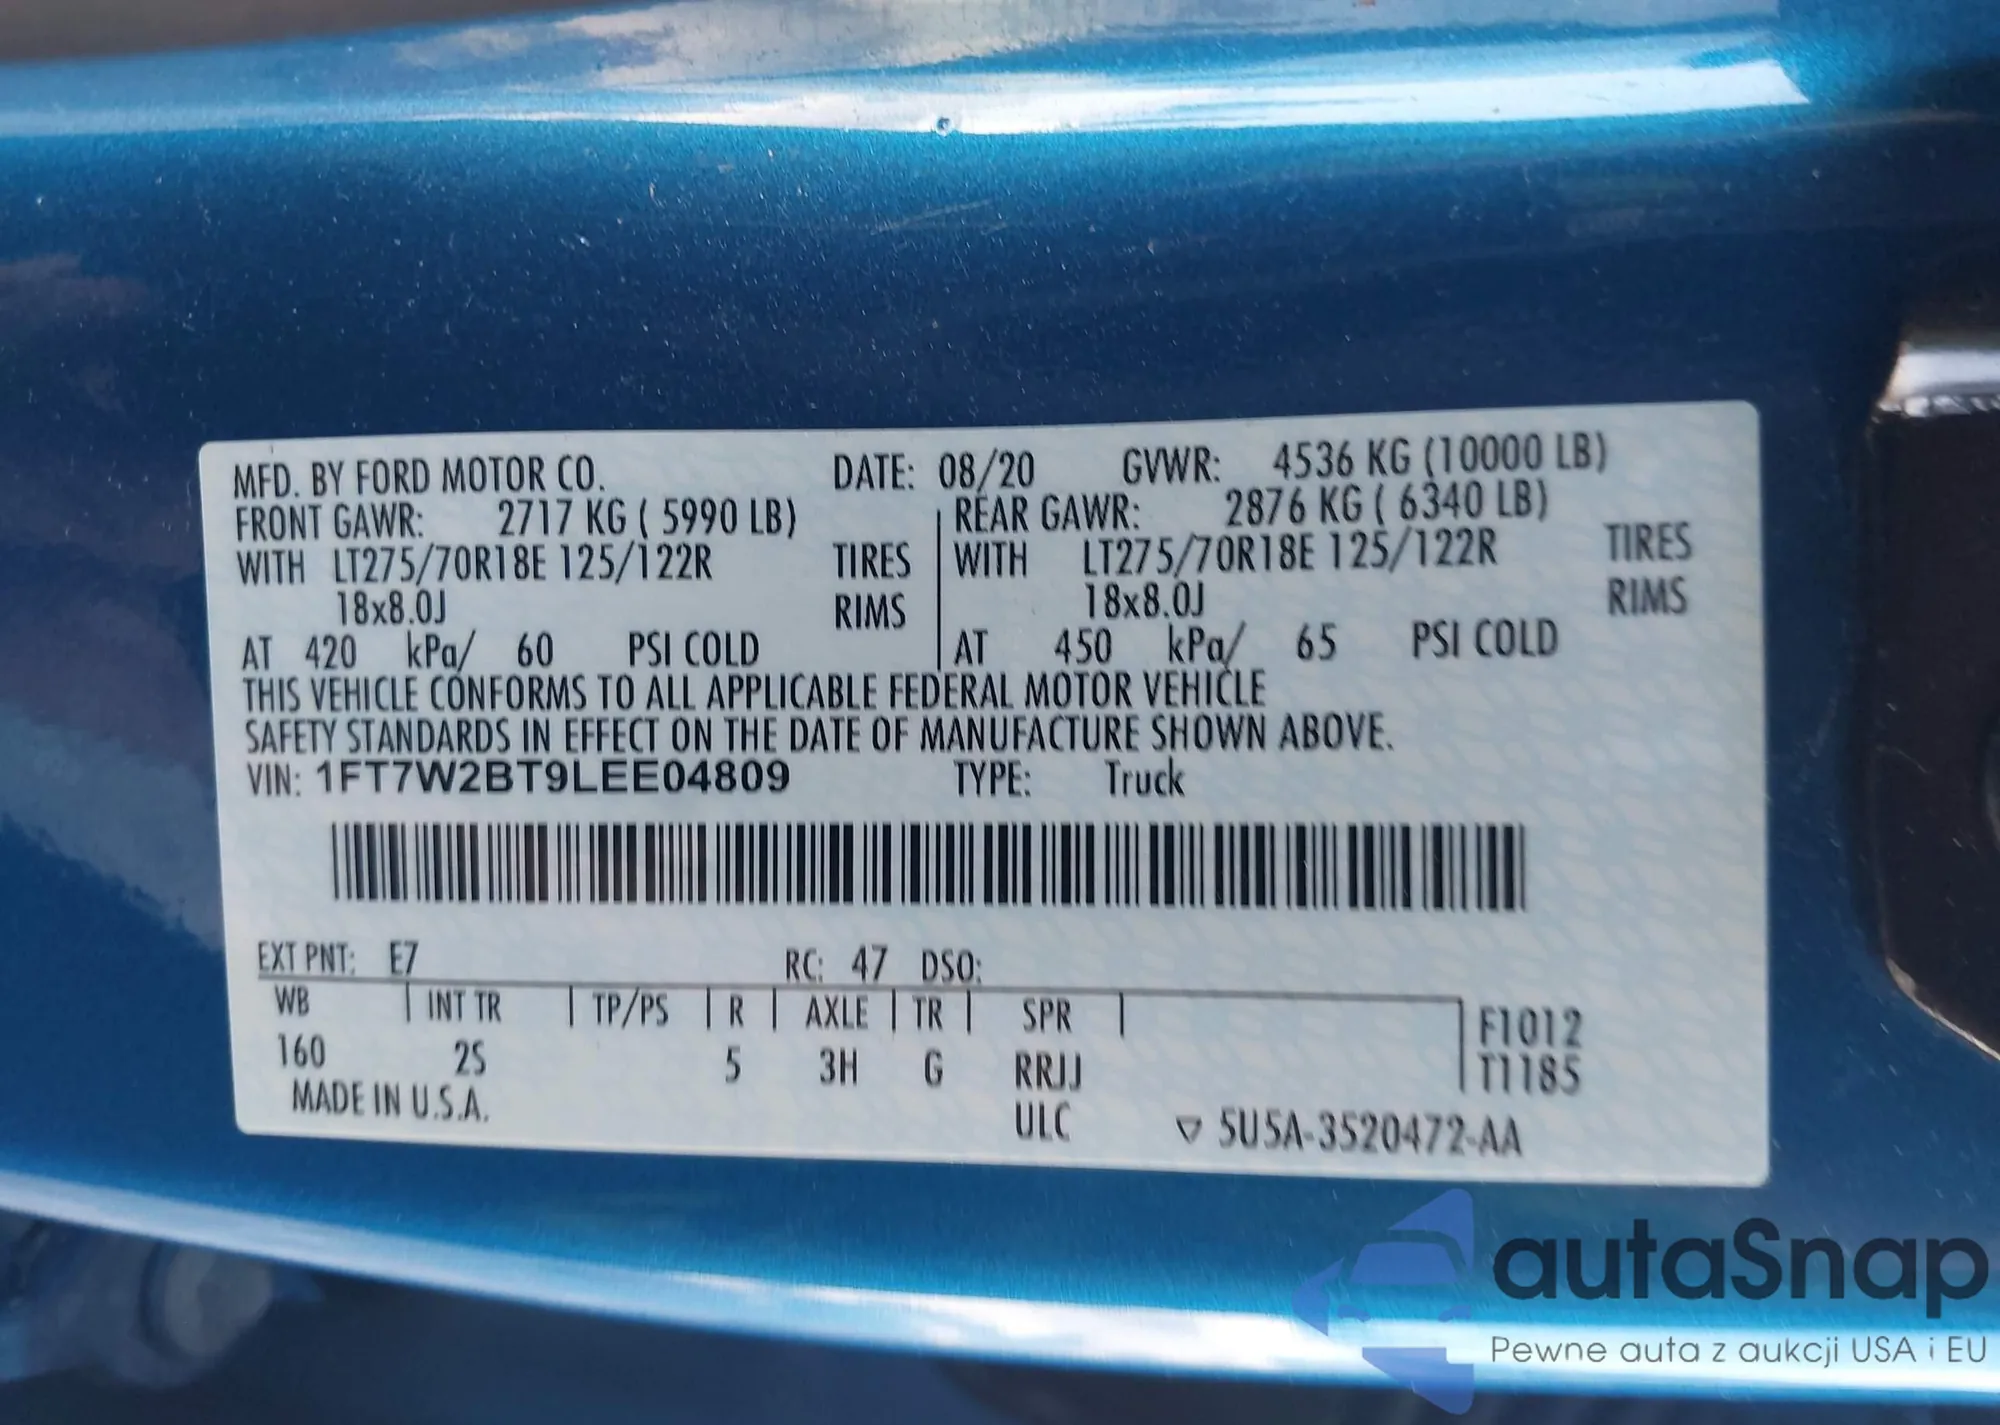 MFD. BY FORD MOTOR CO. DATE: 08/20 GVWR: 4536 KG (10000 LB)
FRONT GAWR: 2717 KG ( 5990 LB) REAR GAWR: 2876 KG ( 6340 LB)
WITH LT275/70R18E 125/122R TIRES WITH LT275/70R18E 125/122R TIRES
18x8.0J RIMS 18x8.0J RIMS
AT 420 kPa/ 60 PSI COLD AT 450 kPa/ 65 PSI COLD
THIS VEHICLE CONFORMS TO ALL APPLICABLE FEDERAL MOTOR VEHICLE
SAFETY STANDARDS IN EFFECT ON THE DATE OF MANUFACTURE SHOWN ABOVE.
VIN: 1FT7W2BT9LEE04809 TYPE: Truck
EXT PNT: E7 RC: 47 DSO:
WB INT TR TP/PS R AXLE TR SPR F1012
160 2S 5 3H G RRJJ T1185
MADE IN U.S.A. ULC ▽ 5U5A-3520472-AA
autaSnap
Pewne auta z aukcji USA i EU